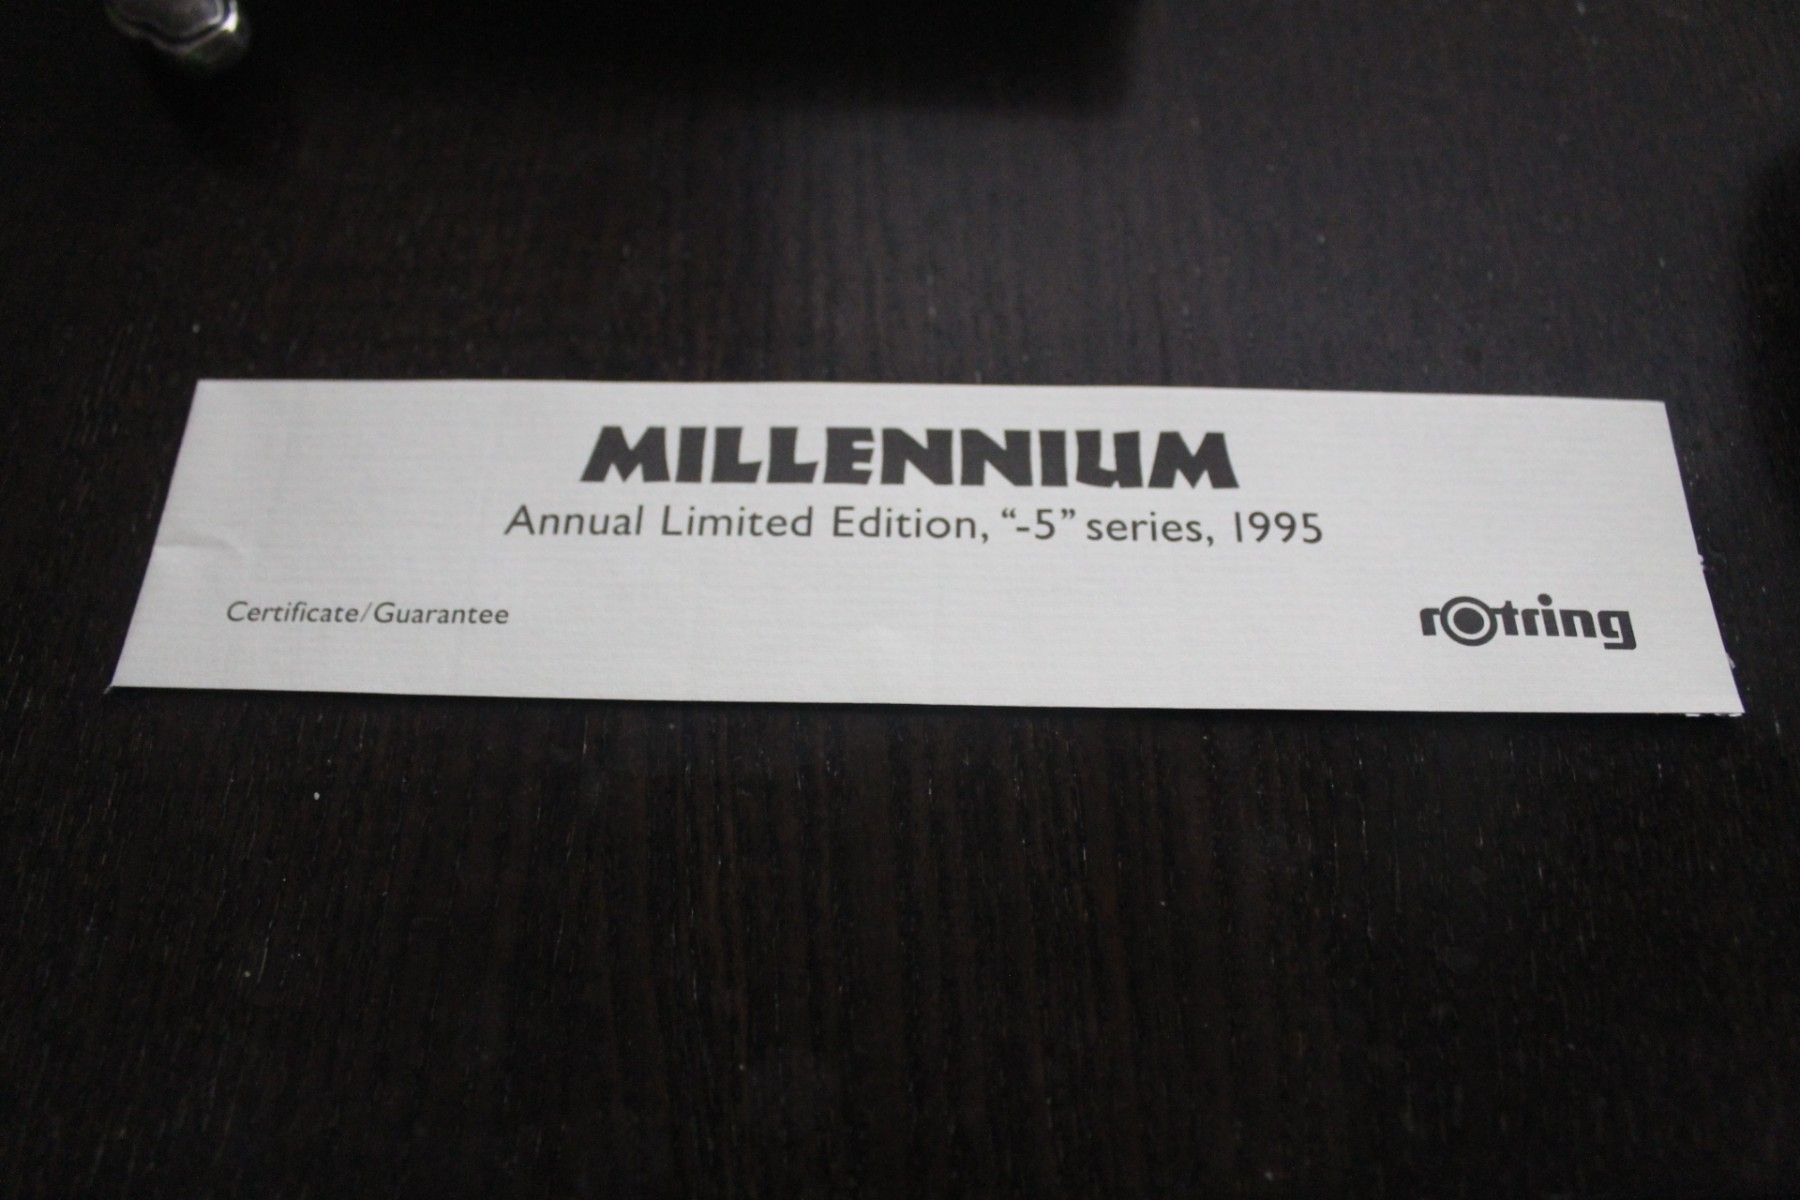 MILLENNIUM
Annual Limited Edition, “-5” series, 1995
Certificate/Guarantee
rotring